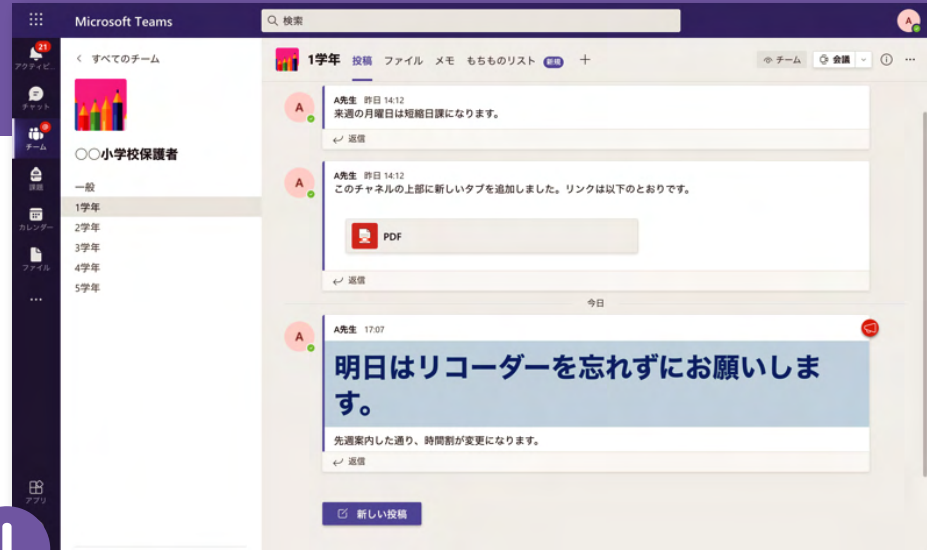 Microsoft Teams
検索
A
21
アクティビ...
チャット
チーム
課題
カレンダー
ファイル
...
アプリ
すべてのチーム
〇〇小学校保護者
一般
1学年
2学年
3学年
4学年
5学年
1学年 投稿 ファイル メモ もちものリスト 新規 +
チーム 会議
A
A先生 昨日 14:12
来週の月曜日は短縮日課になります。
返信
A
A先生 昨日 14:12
このチャネルの上部に新しいタブを追加しました。リンクは以下のとおりです。
PDF
返信
今日
A
A先生 17:07
明日はリコーダーを忘れずにお願いしま
す。
先週案内した通り、時間割が変更になります。
返信
新しい投稿